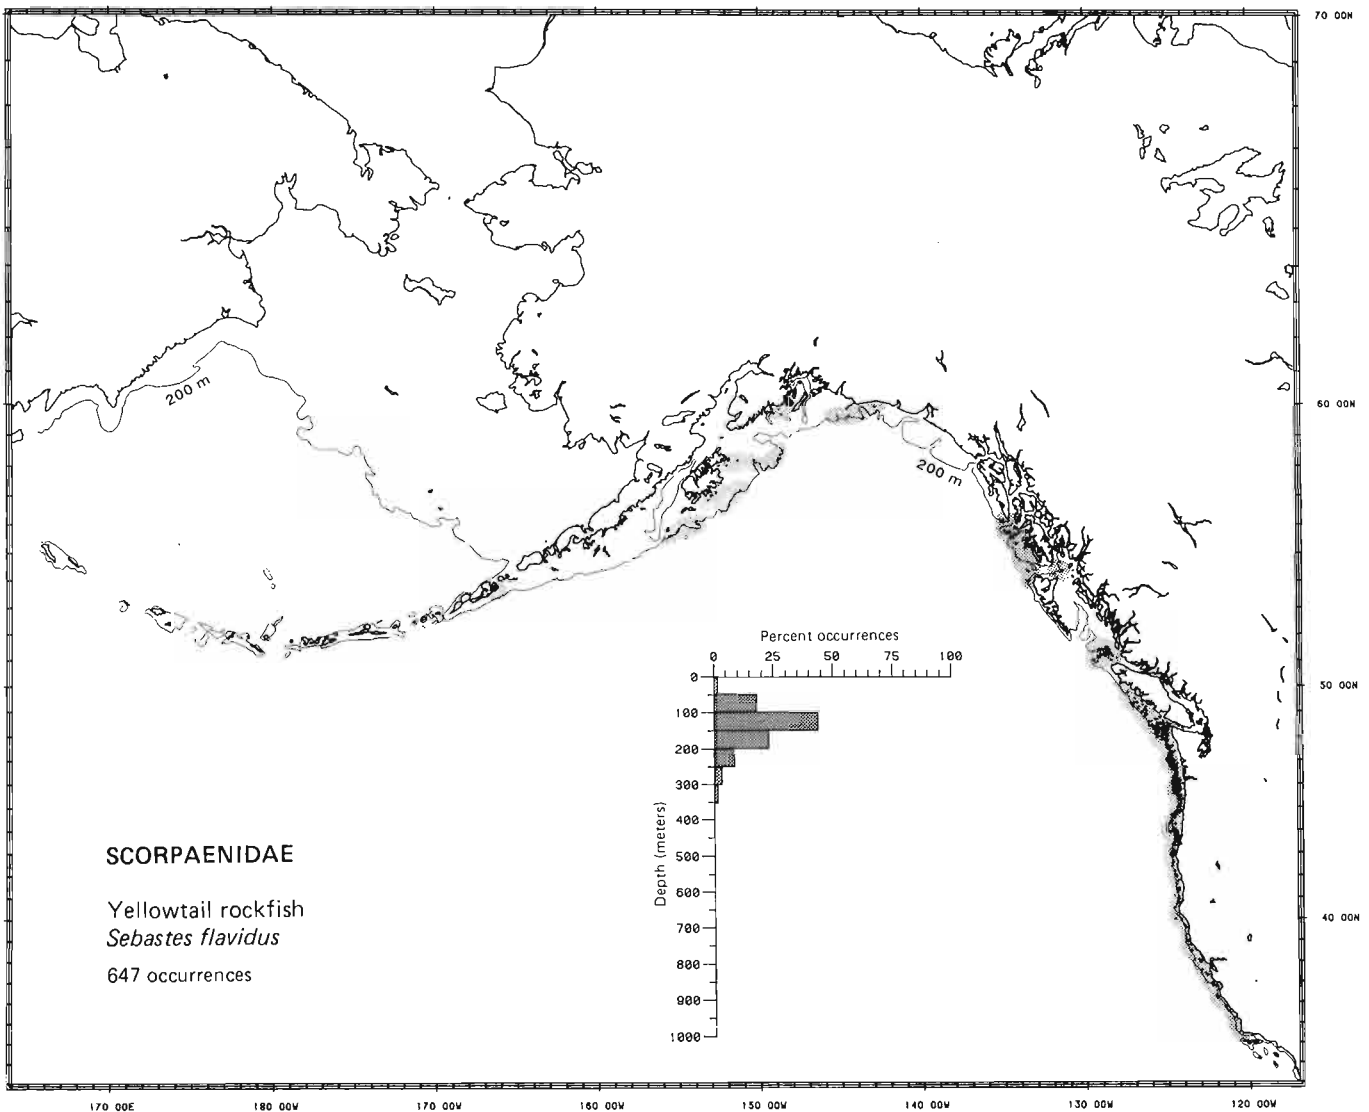 70 00N
200 m
60 00N
200 m
Percent occurrences
0 25 50 75 100
0
50 00N
100
200
300
Depth (meters)
400
SCORPAENIDAE
500
600
Yellowtail rockfish
40 00N
Sebastes flavidus
700
647 occurrences
800
900
1000
170 00E 180 00W 170 00W 160 00W 150 00W 140 00W 130 00W 120 00W